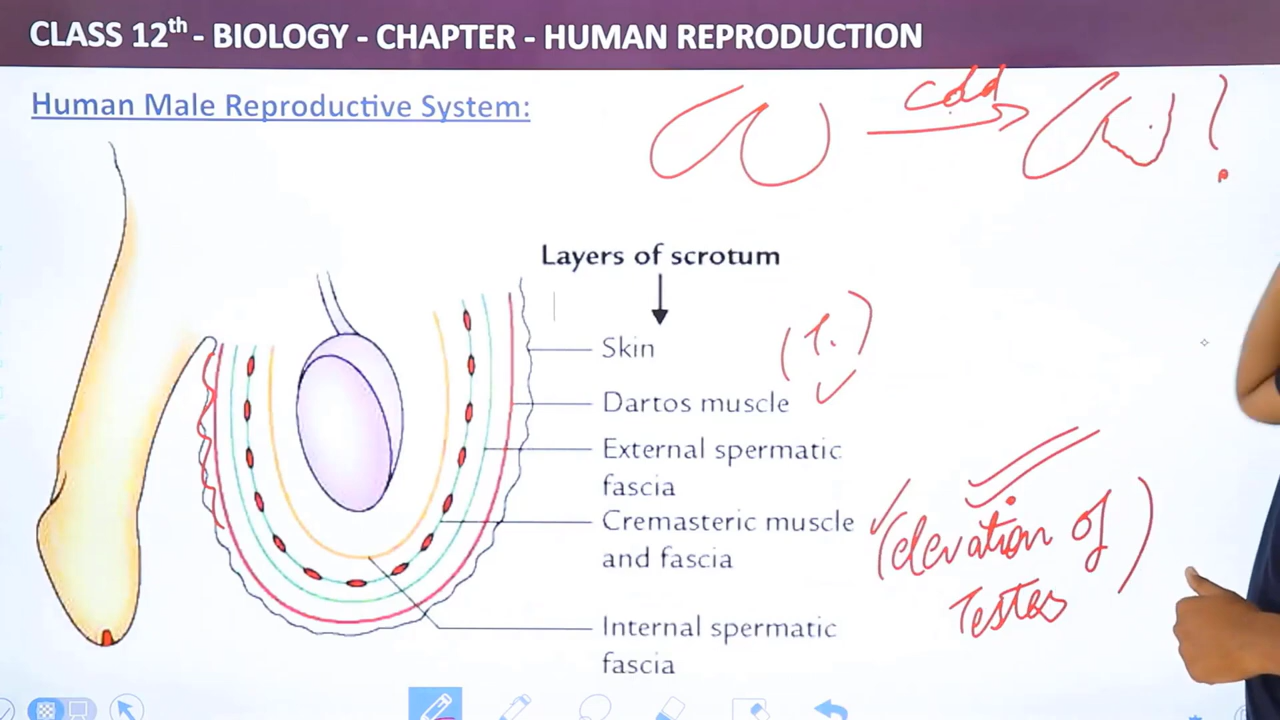 CLASS 12th - BIOLOGY - CHAPTER - HUMAN REPRODUCTION
Human Male Reproductive System:
cold
!
Layers of scrotum
Skin
Dartos muscle
External spermatic
fascia
Cremasteric muscle
and fascia
(elevation of)
Testes
Internal spermatic
fascia